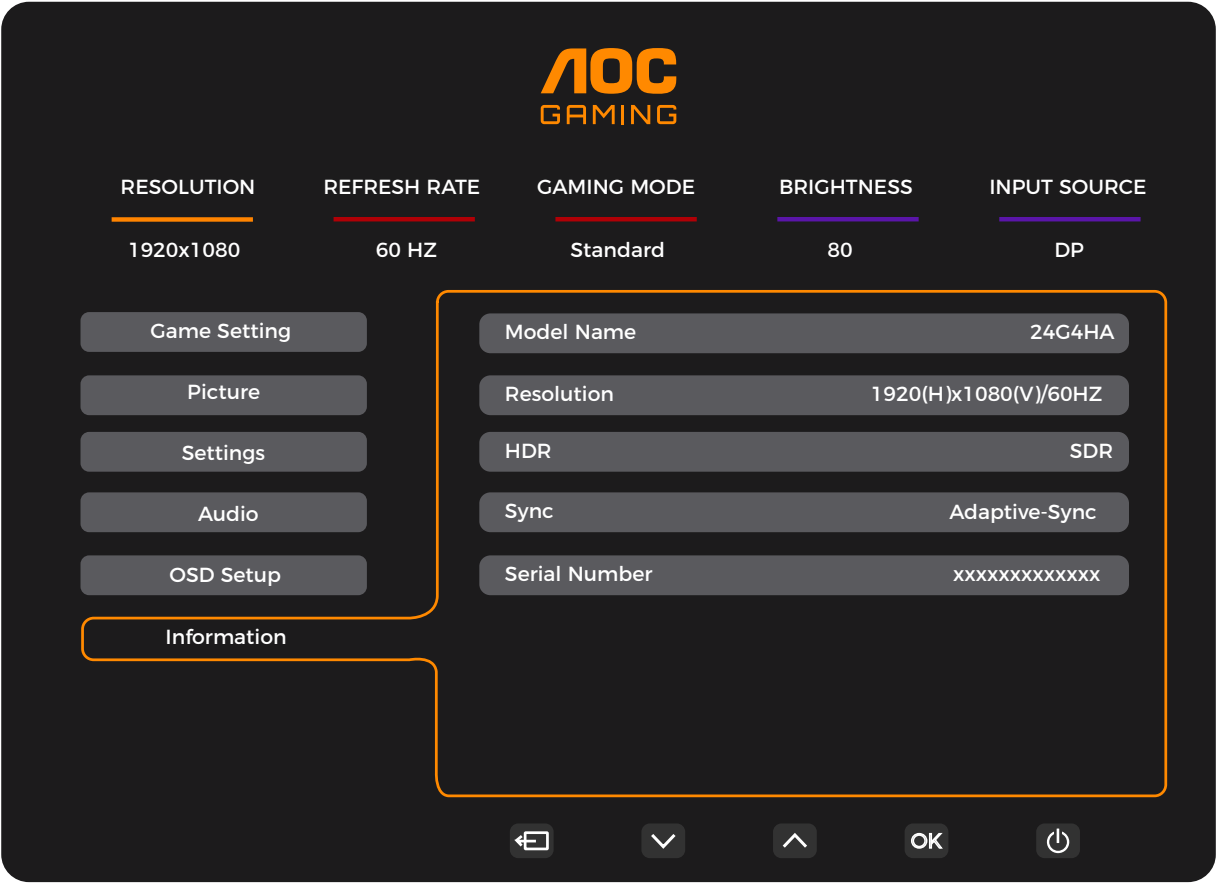 AOC
GAMING
RESOLUTION REFRESH RATE GAMING MODE BRIGHTNESS INPUT SOURCE
1920x1080 60 HZ Standard 80 DP
Game Setting
Picture
Settings
Audio
OSD Setup
Information
Model Name 24G4HA
Resolution 1920(H)x1080(V)/60HZ
HDR SDR
Sync Adaptive-Sync
Serial Number xxxxxxxxxxxxx
OK